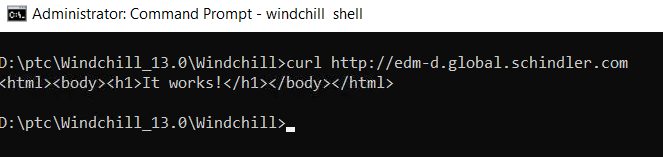 Administrator: Command Prompt - windchill  shell
D:\ptc\Windchill_13.0\Windchill>curl http://edm-d.global.schindler.com
<html><body><h1>It works!</h1></body></html>
D:\ptc\Windchill_13.0\Windchill>